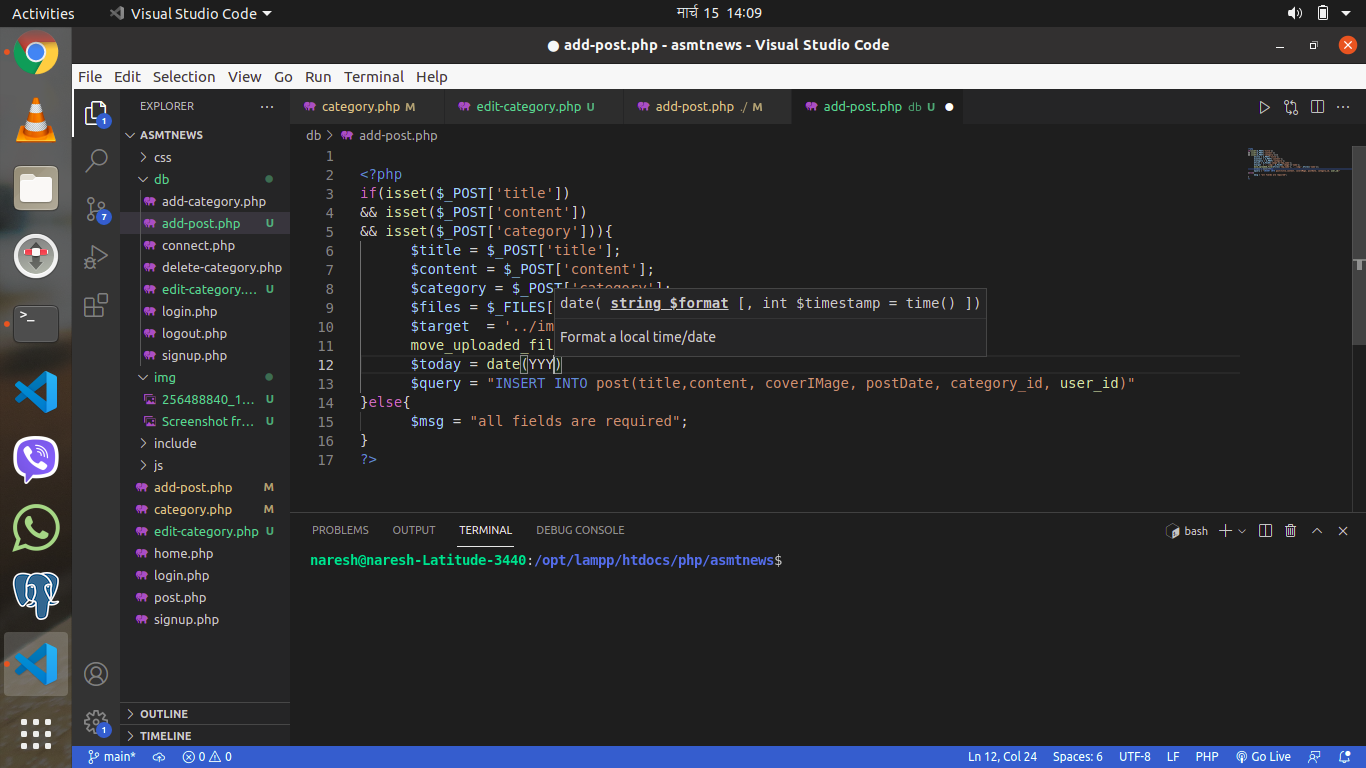 Activities
Visual Studio Code
मार्च 15 14:09
add-post.php - asmtnews - Visual Studio Code
File Edit Selection View Go Run Terminal Help
EXPLORER
category.php M
edit-category.php U
add-post.php ./ M
add-post.php db U
1
7
1
ASMTNEWS
css
db
add-category.php
add-post.php U
connect.php
delete-category.php
edit-category.... U
login.php
logout.php
signup.php
img
256488840_1... U
Screenshot fr... U
include
js
add-post.php M
category.php M
edit-category.php U
home.php
login.php
post.php
signup.php
OUTLINE
TIMELINE
db > add-post.php
1
2 <?php
3 if(isset($_POST['title'])
4 && isset($_POST['content'])
5 && isset($_POST['category'])){
6 $title = $_POST['title'];
7 $content = $_POST['content'];
8 $category = $_POST['category'];
9 $files = $_FILES[
10 $target = '../im
11 move_uploaded_fil
12 $today = date(YYY)
13 $query = "INSERT INTO post(title,content, coverIMage, postDate, category_id, user_id)"
14 }else{
15 $msg = "all fields are required";
16 }
17 ?>
date( string $format [, int $timestamp = time() ])
Format a local time/date
PROBLEMS OUTPUT TERMINAL DEBUG CONSOLE
bash
naresh@naresh-Latitude-3440:/opt/lampp/htdocs/php/asmtnews$
main*
0 0
Ln 12, Col 24
Spaces: 6
UTF-8
LF
PHP
Go Live